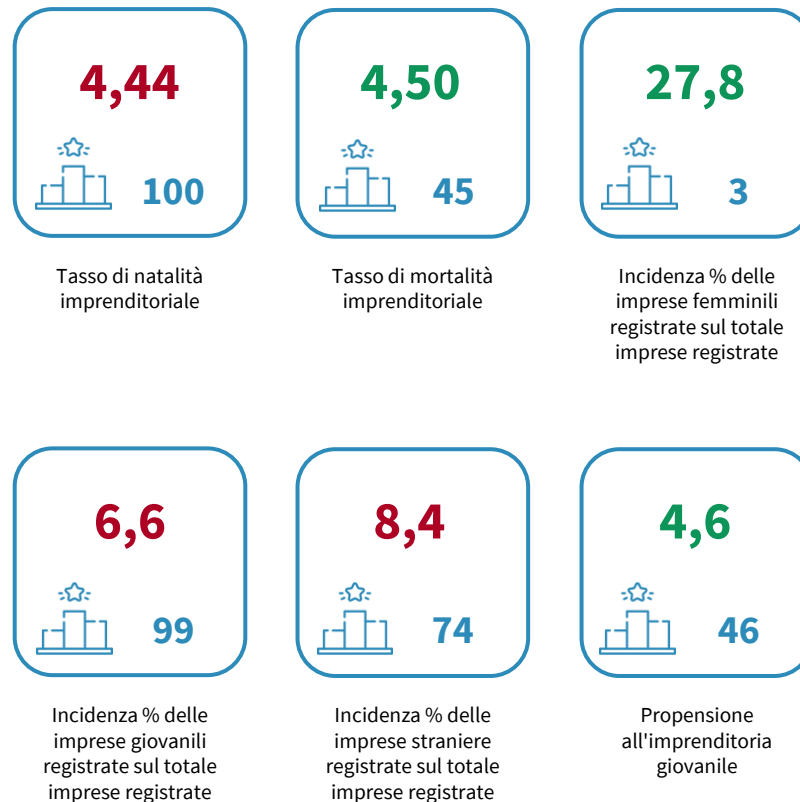 4,44
100
Tasso di natalità
imprenditoriale
4,50
45
Tasso di mortalità
imprenditoriale
27,8
3
Incidenza % delle
imprese femminili
registrate sul totale
imprese registrate
6,6
99
Incidenza % delle
imprese giovanili
registrate sul totale
imprese registrate
8,4
74
Incidenza % delle
imprese straniere
registrate sul totale
imprese registrate
4,6
46
Propensione
all'imprenditoria
giovanile